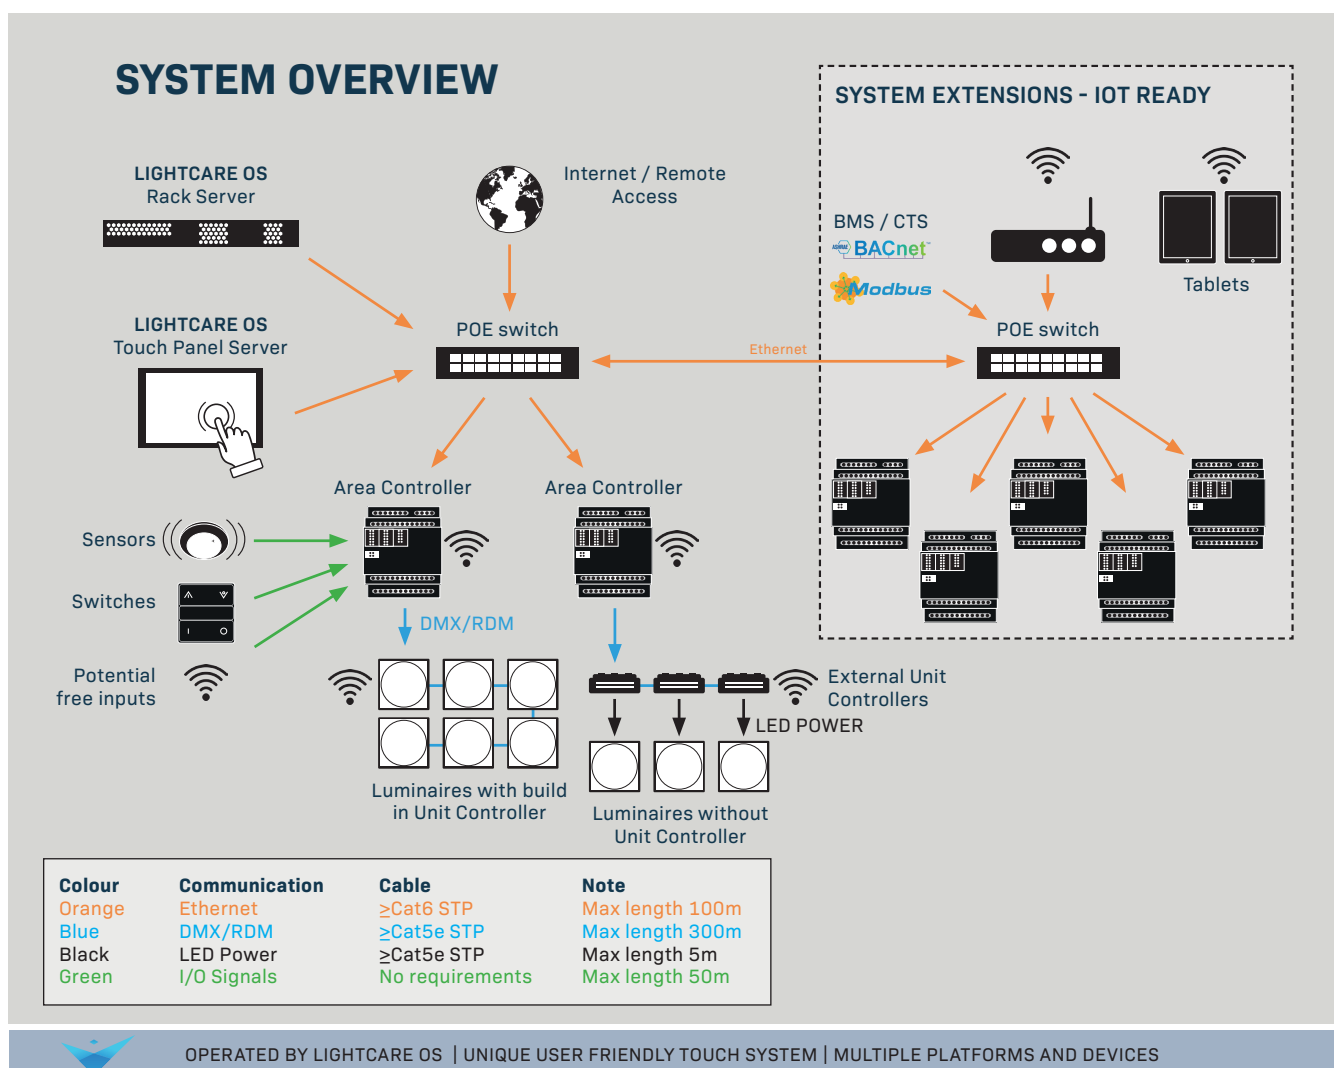 SYSTEM OVERVIEW
SYSTEM EXTENSIONS - IOT READY
LIGHTCARE OS
Rack Server
Internet / Remote
Access
BMS / CTS
ASHRAE BACnet™
Modbus
Tablets
LIGHTCARE OS
Touch Panel Server
POE switch
Ethernet
POE switch
Area Controller
Area Controller
Sensors
Switches
Potential
free inputs
DMX/RDM
External Unit
Controllers
LED POWER
Luminaires with build
in Unit Controller
Luminaires without
Unit Controller
Colour Communication Cable Note
Orange Ethernet ≥Cat6 STP Max length 100m
Blue DMX/RDM ≥Cat5e STP Max length 300m
Black LED Power ≥Cat5e STP Max length 5m
Green I/O Signals No requirements Max length 50m
OPERATED BY LIGHTCARE OS | UNIQUE USER FRIENDLY TOUCH SYSTEM | MULTIPLE PLATFORMS AND DEVICES